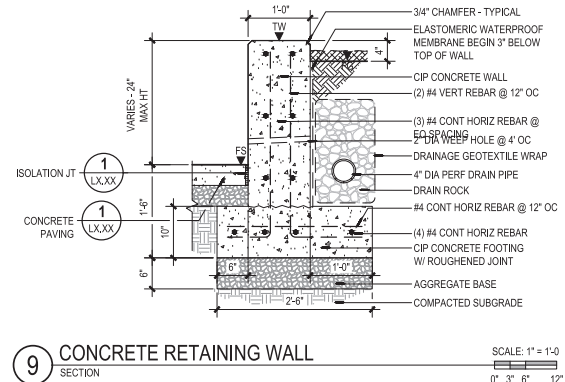 1'-0"
TW
3/4" CHAMFER - TYPICAL
ELASTOMERIC WATERPROOF
MEMBRANE BEGIN 3" BELOW
TOP OF WALL
4"
FG
CIP CONCRETE WALL
(2) #4 VERT REBAR @ 12" OC
VARIES - 24"
MAX HT
(3) #4 CONT HORIZ REBAR @
EQ SPACING
2" DIA WEEP HOLE @ 4' OC
DRAINAGE GEOTEXTILE WRAP
FS
ISOLATION JT
1
LX.XX
4" DIA PERF DRAIN PIPE
DRAIN ROCK
#4 CONT HORIZ REBAR @ 12" OC
CONCRETE
PAVING
1
LX.XX
1'-6"
10"
(4) #4 CONT HORIZ REBAR
CIP CONCRETE FOOTING
W/ ROUGHENED JOINT
6"
6"
1'-0"
AGGREGATE BASE
2'-6"
COMPACTED SUBGRADE
9
CONCRETE RETAINING WALL
SECTION
SCALE: 1" = 1'-0
0" 3" 6" 12"